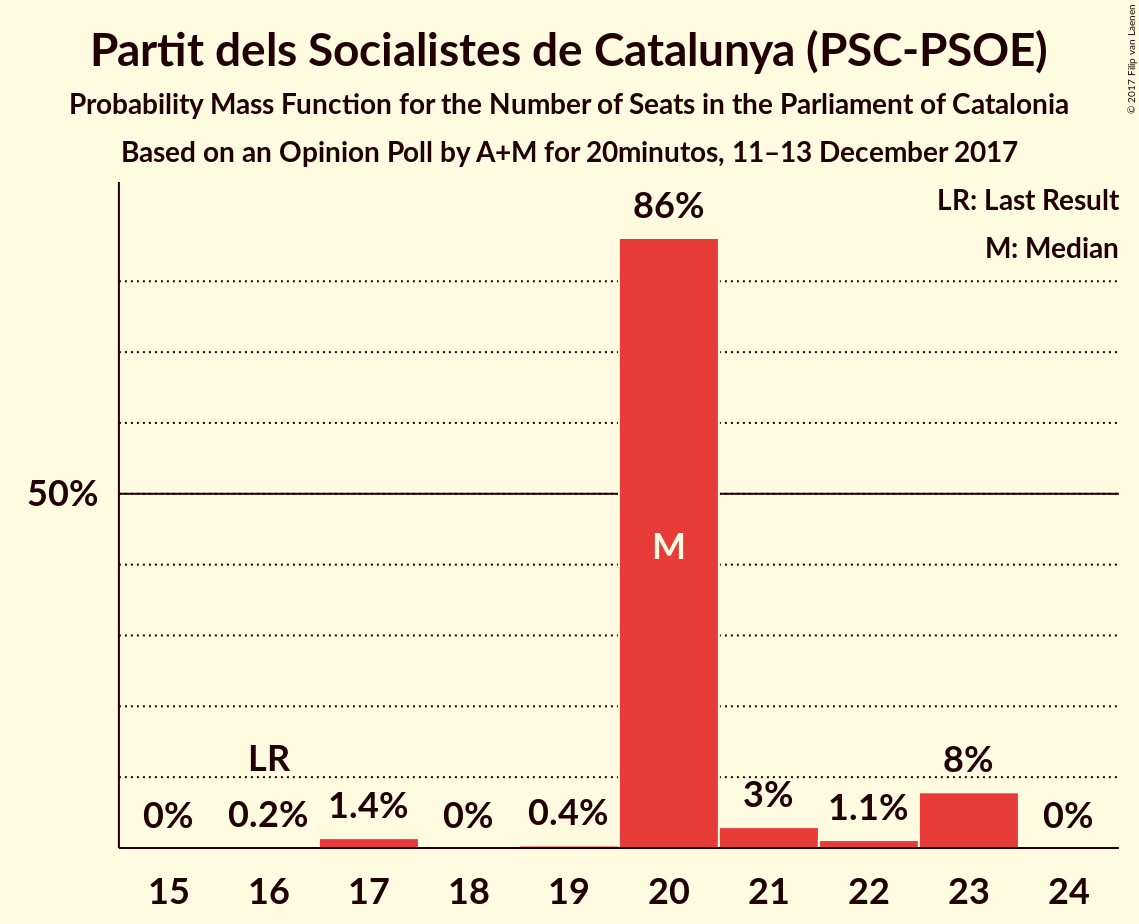 Partit dels Socialistes de Catalunya (PSC-PSOE)
Probability Mass Function for the Number of Seats in the Parliament of Catalonia
Based on an Opinion Poll by A+M for 20minutos, 11–13 December 2017
© 2017 Filip van Laenen
LR: Last Result
M: Median
86%
50%
M
LR
0% 0.2% 1.4% 0% 0.4% 3% 1.1% 8% 0%
15 16 17 18 19 20 21 22 23 24